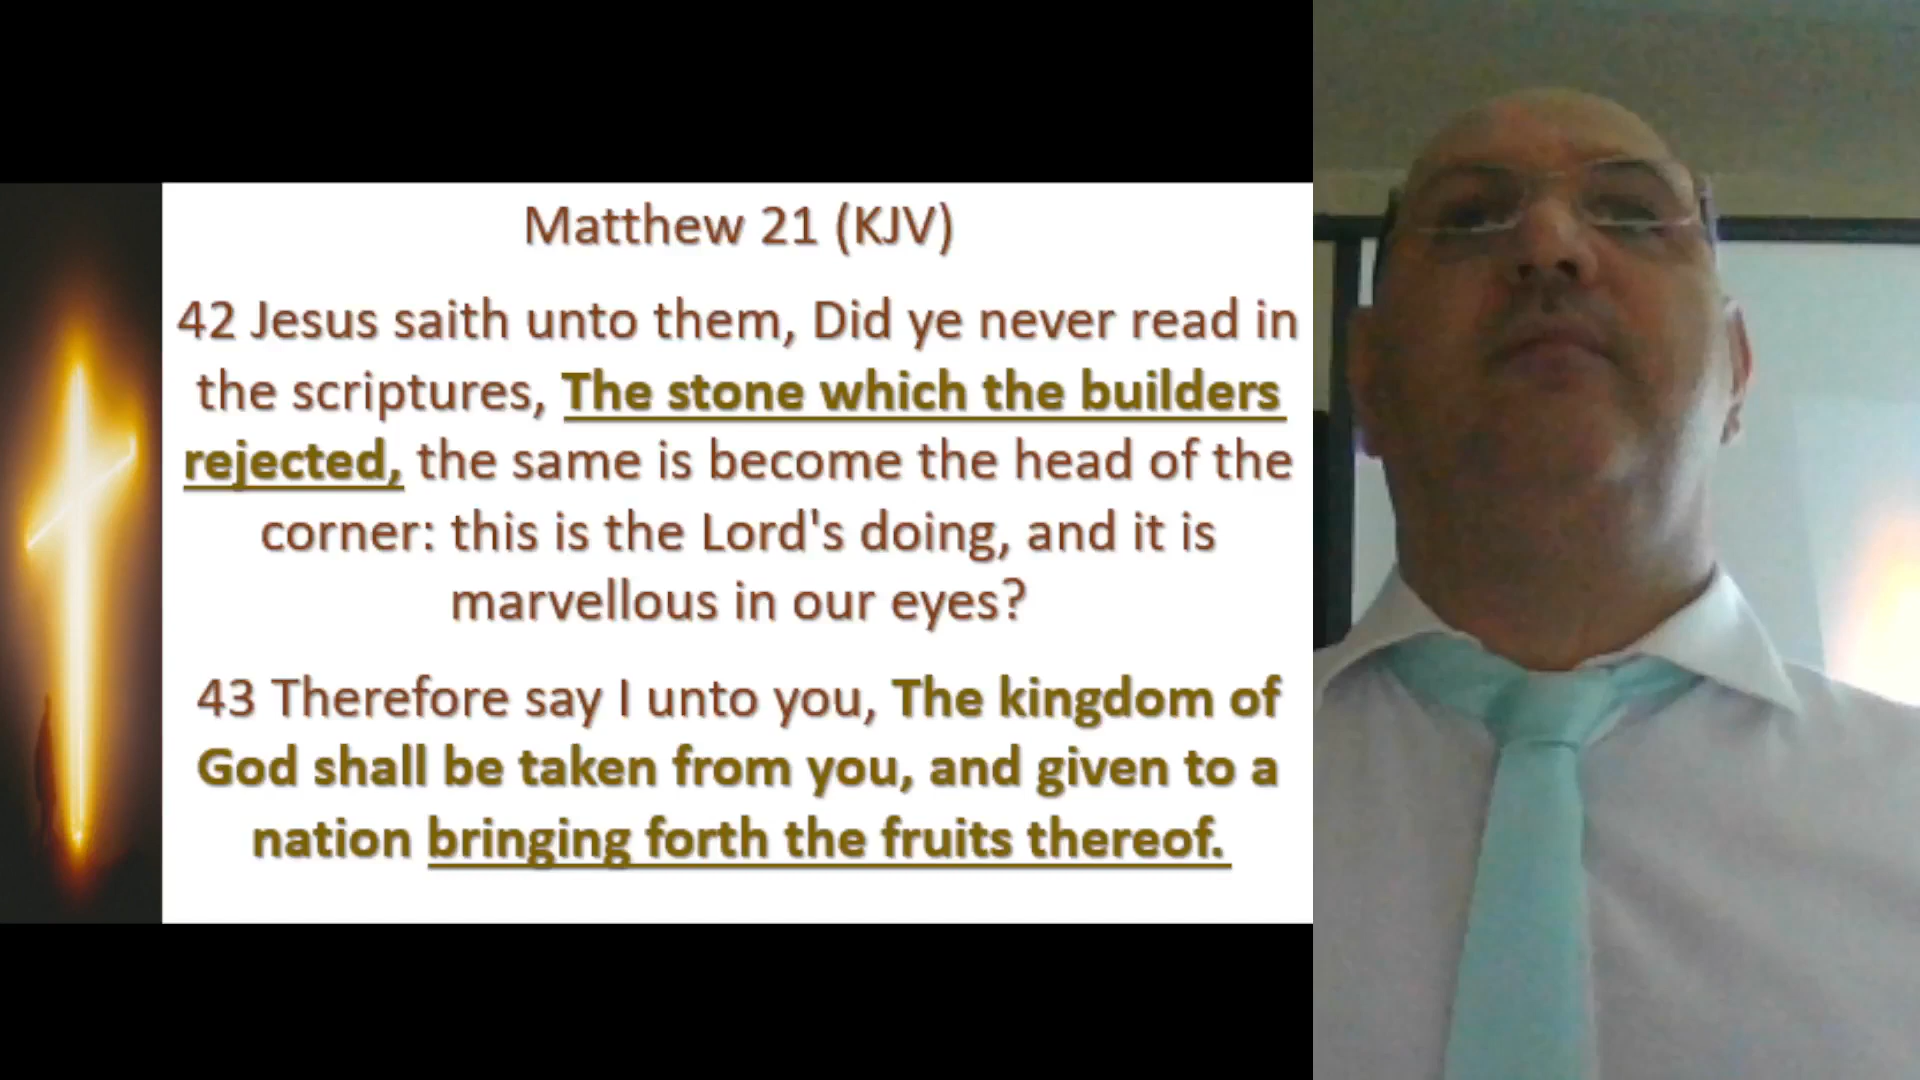 Matthew 21 (KJV)
42 Jesus saith unto them, Did ye never read in
the scriptures, The stone which the builders
rejected, the same is become the head of the
corner: this is the Lord's doing, and it is
marvellous in our eyes?
43 Therefore say I unto you, The kingdom of
God shall be taken from you, and given to a
nation bringing forth the fruits thereof.